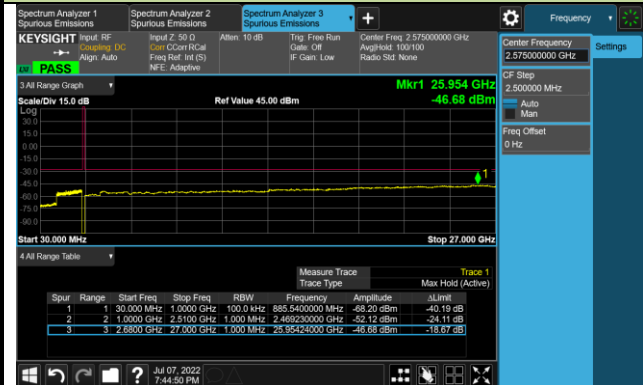 Spectrum Analyzer 1
Spurious Emissions
Spectrum Analyzer 2
Spurious Emissions
Spectrum Analyzer 3
Spurious Emissions
Frequency
KEYSIGHT
Input: RF
Coupling: DC
Align: Auto
Input Z: 50 Ω
Corr CCorr RCal
Freq Ref: Int (S)
NFE: Adaptive
Atten: 10 dB
Trig: Free Run
Gate: Off
IF Gain: Low
Center Freq: 2.575000000 GHz
Avg|Hold: 100/100
Radio Std: None
PASS
Center Frequency
2.575000000 GHz
Settings
CF Step
2.500000 MHz
Auto
Man
Freq Offset
0 Hz
3 All Range Graph
Mkr1 25.954 GHz
Scale/Div 15.0 dB
Ref Value 45.00 dBm
-46.68 dBm
Log
30.0
15.0
0.00
-15.0
-30.0
-45.0
-60.0
-75.0
-90.0
1
Start 30.000 MHz
Stop 27.000 GHz
4 All Range Table
Measure Trace
Trace 1
Trace Type
Max Hold (Active)
Spur Range Start Freq Stop Freq RBW Frequency Amplitude ΔLimit
1 1 30.000 MHz 1.0000 GHz 100.0 kHz 885.5400000 MHz -68.20 dBm -40.19 dB
2 2 1.0000 GHz 2.5100 GHz 1.000 MHz 2.469230000 GHz -52.12 dBm -24.11 dB
3 3 2.6800 GHz 27.000 GHz 1.000 MHz 25.95424000 GHz -46.68 dBm -18.67 dB
Jul 07, 2022
7:44:50 PM